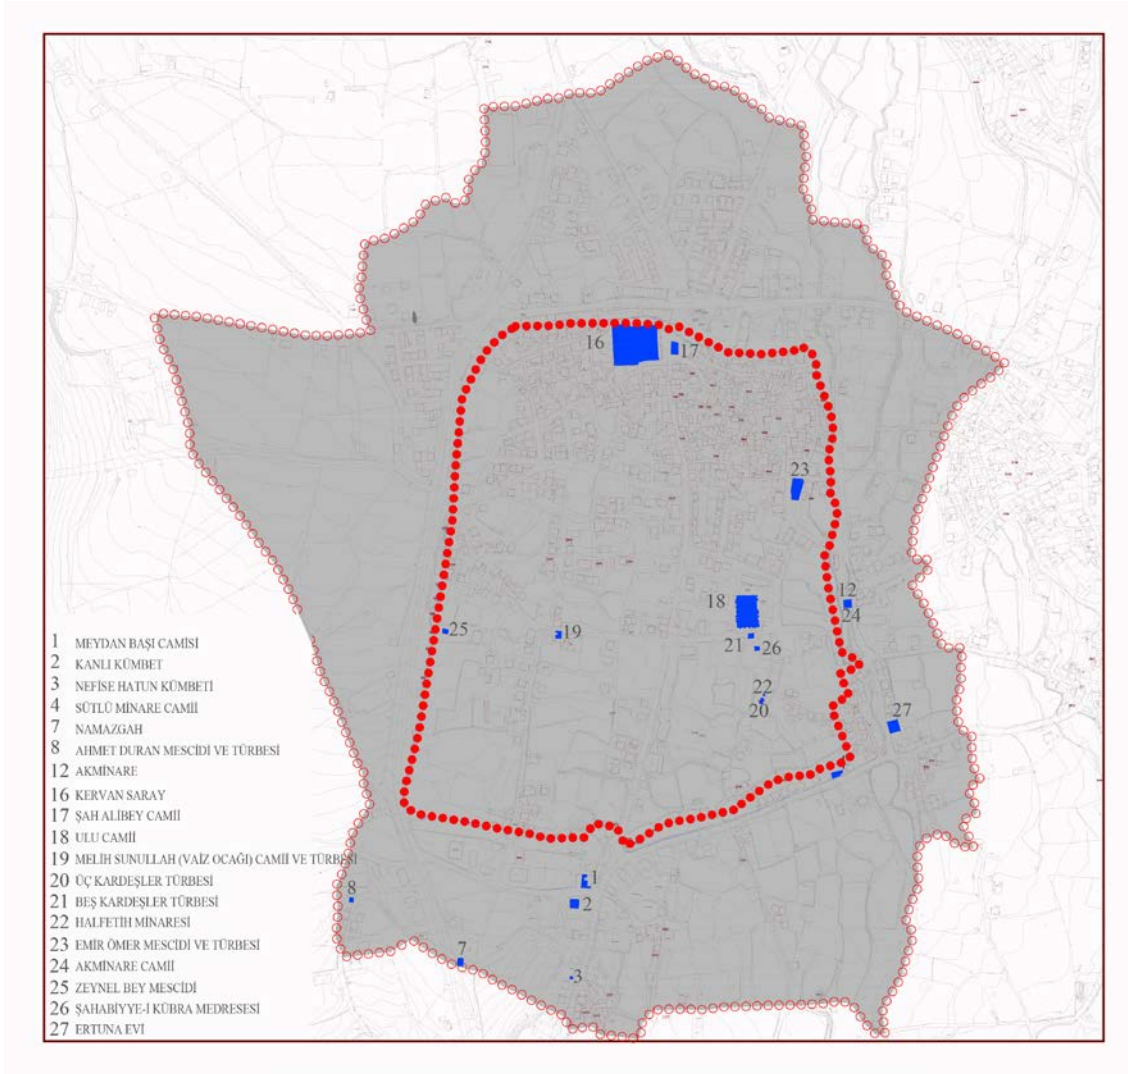 16
17
23
12
18
24
25
19
21
26
22
20
27
1
8
2
7
3
1 MEYDAN BAŞI CAMİSİ
2 KANLI KÜMBET
3 NEFİSE HATUN KÜMBETİ
4 SÜTLÜ MİNARE CAMİİ
7 NAMAZGAH
8 AHMET DURAN MESCİDİ VE TÜRBESİ
12 AKMİNARE
16 KERVAN SARAY
17 ŞAH ALİBEY CAMİİ
18 ULU CAMİİ
19 MELİH SUNULLAH (VAİZ OCAĞI) CAMİİ VE TÜRBESİ
20 ÜÇ KARDEŞLER TÜRBESİ
21 BEŞ KARDEŞLER TÜRBESİ
22 HALFETİH MİNARESİ
23 EMİR ÖMER MESCİDİ VE TÜRBESİ
24 AKMİNARE CAMİİ
25 ZEYNEL BEY MESCİDİ
26 ŞAHABİYYE-İ KÜBRA MEDRESESİ
27 ERTUNA EVİ